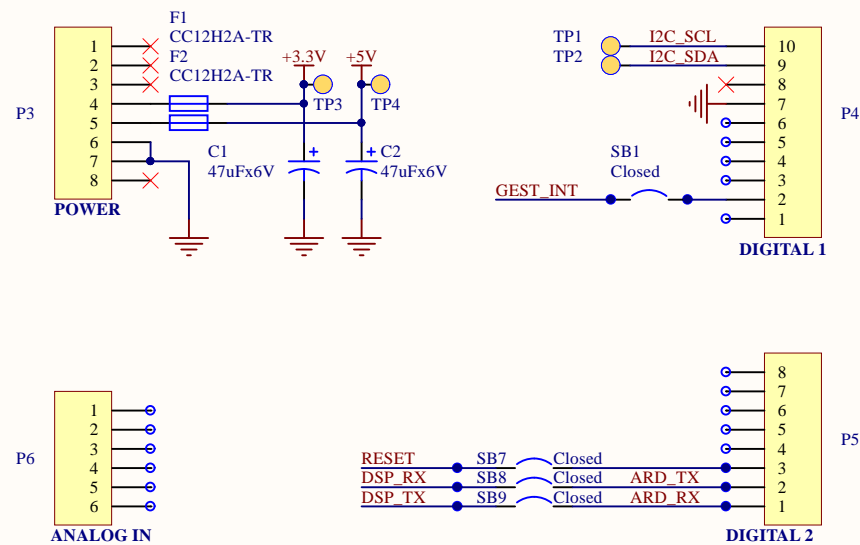 F1
CC12H2A-TR
F2
CC12H2A-TR
+3.3V
+5V
TP3
TP4
P3
1
2
3
4
5
6
7
8
POWER
C1
47uFx6V
C2
47uFx6V
TP1
I2C_SCL
TP2
I2C_SDA
P4
10
9
8
7
6
5
4
3
2
1
SB1
Closed
GEST_INT
DIGITAL 1
P6
1
2
3
4
5
6
ANALOG IN
P5
8
7
6
5
4
3
2
1
RESET SB7 Closed
DSP_RX SB8 Closed ARD_TX
DSP_TX SB9 Closed ARD_RX
DIGITAL 2